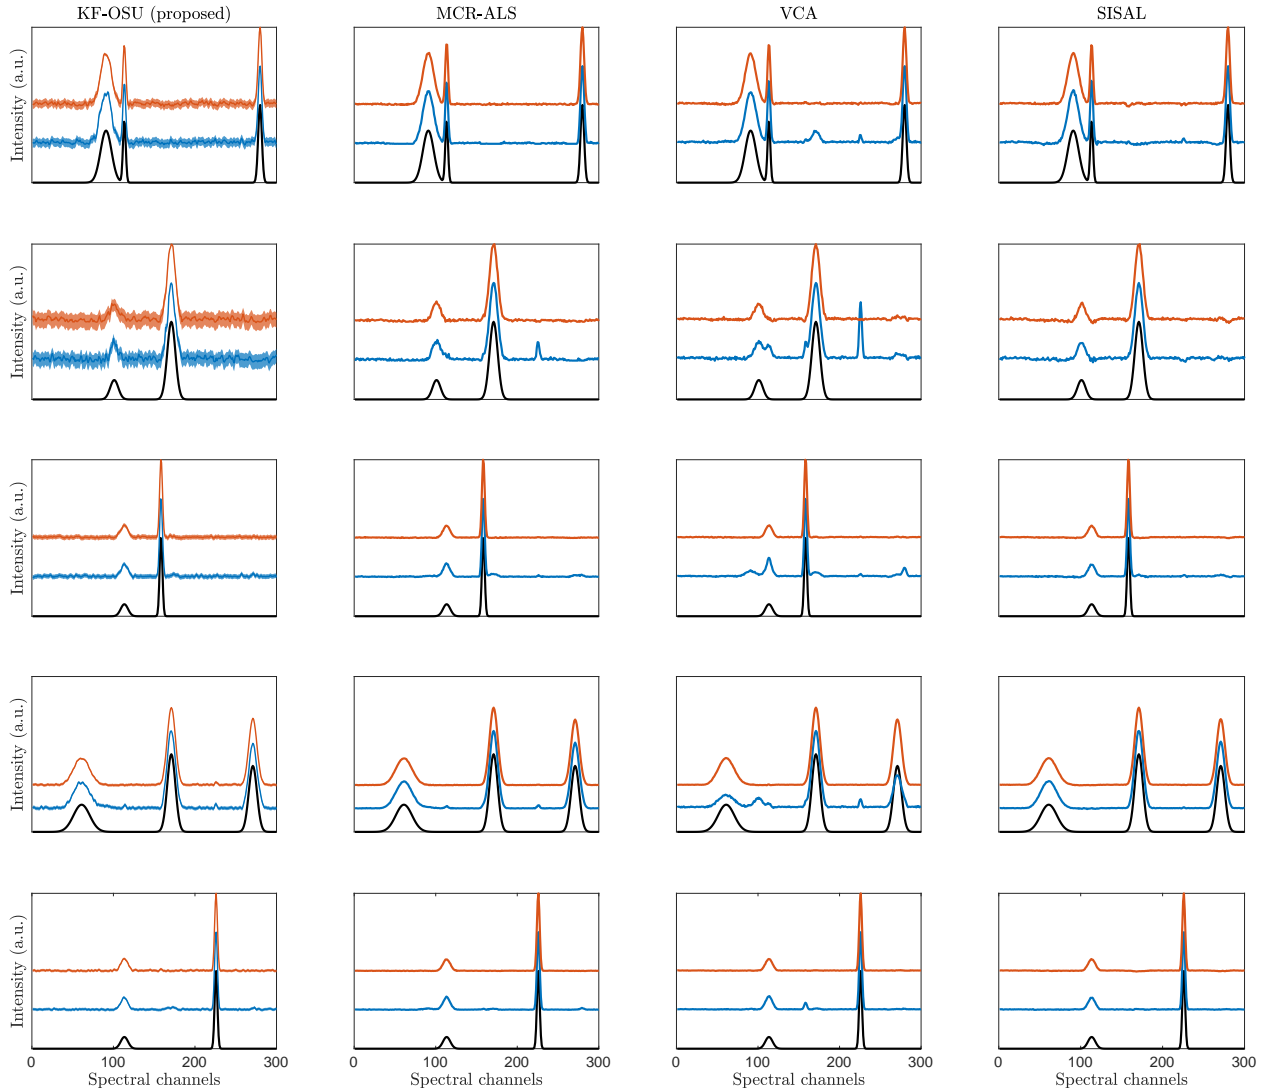 KF-OSU (proposed) MCR-ALS VCA SISAL
Intensity (a.u.)
Intensity (a.u.)
Intensity (a.u.)
Intensity (a.u.)
Intensity (a.u.)
0 100 200 300 0 100 200 300 0 100 200 300 0 100 200 300
Spectral channels Spectral channels Spectral channels Spectral channels